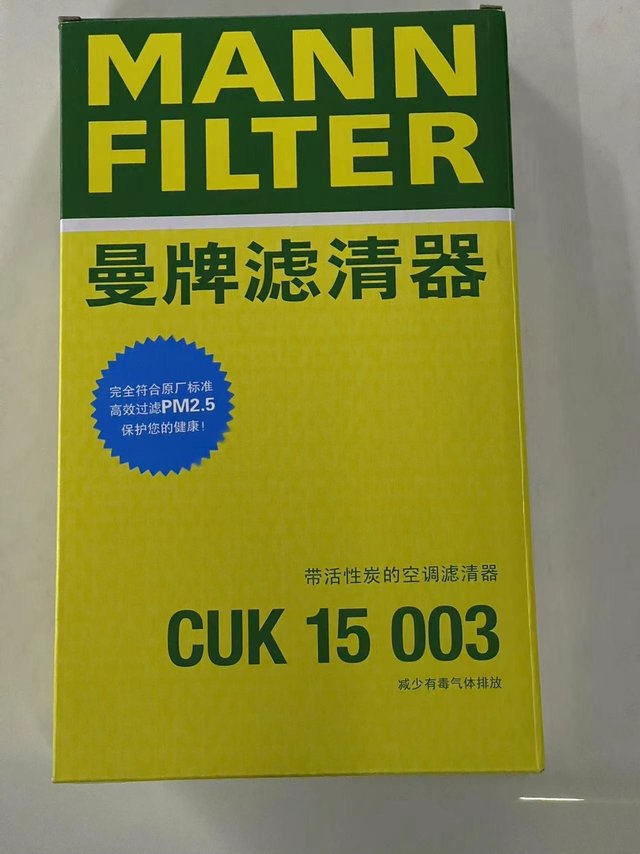 MANN
FILTER
曼牌滤清器
完全符合原厂标准
高效过滤PM2.5
保护您的健康!
带活性炭的空调滤清器
CUK 15 003
减少有毒气体排放